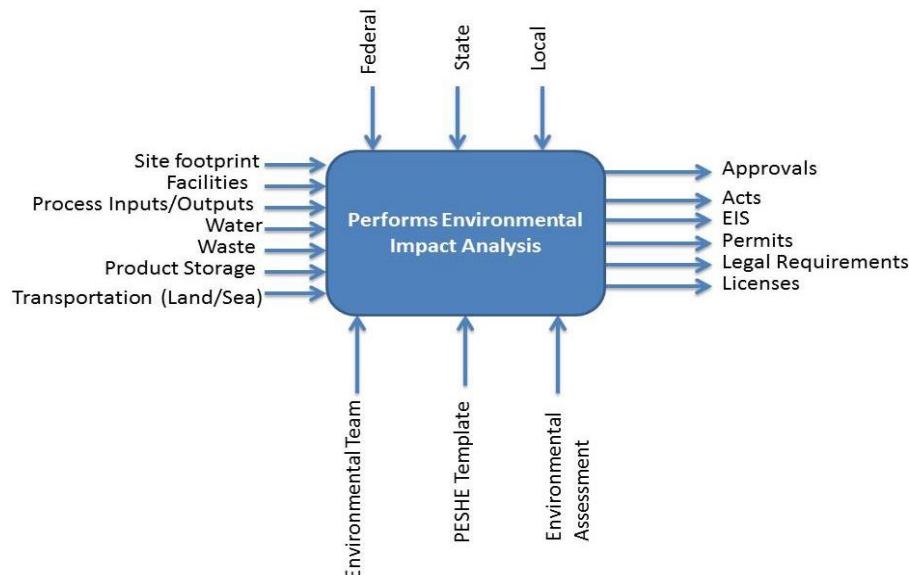 Federal
State
Local
Site footprint
Facilities
Process Inputs/Outputs
Water
Waste
Product Storage
Transportation (Land/Sea)
Performs Environmental
Impact Analysis
Approvals
Acts
EIS
Permits
Legal Requirements
Licenses
Environmental Team
PESHE Template
Environmental
Assessment